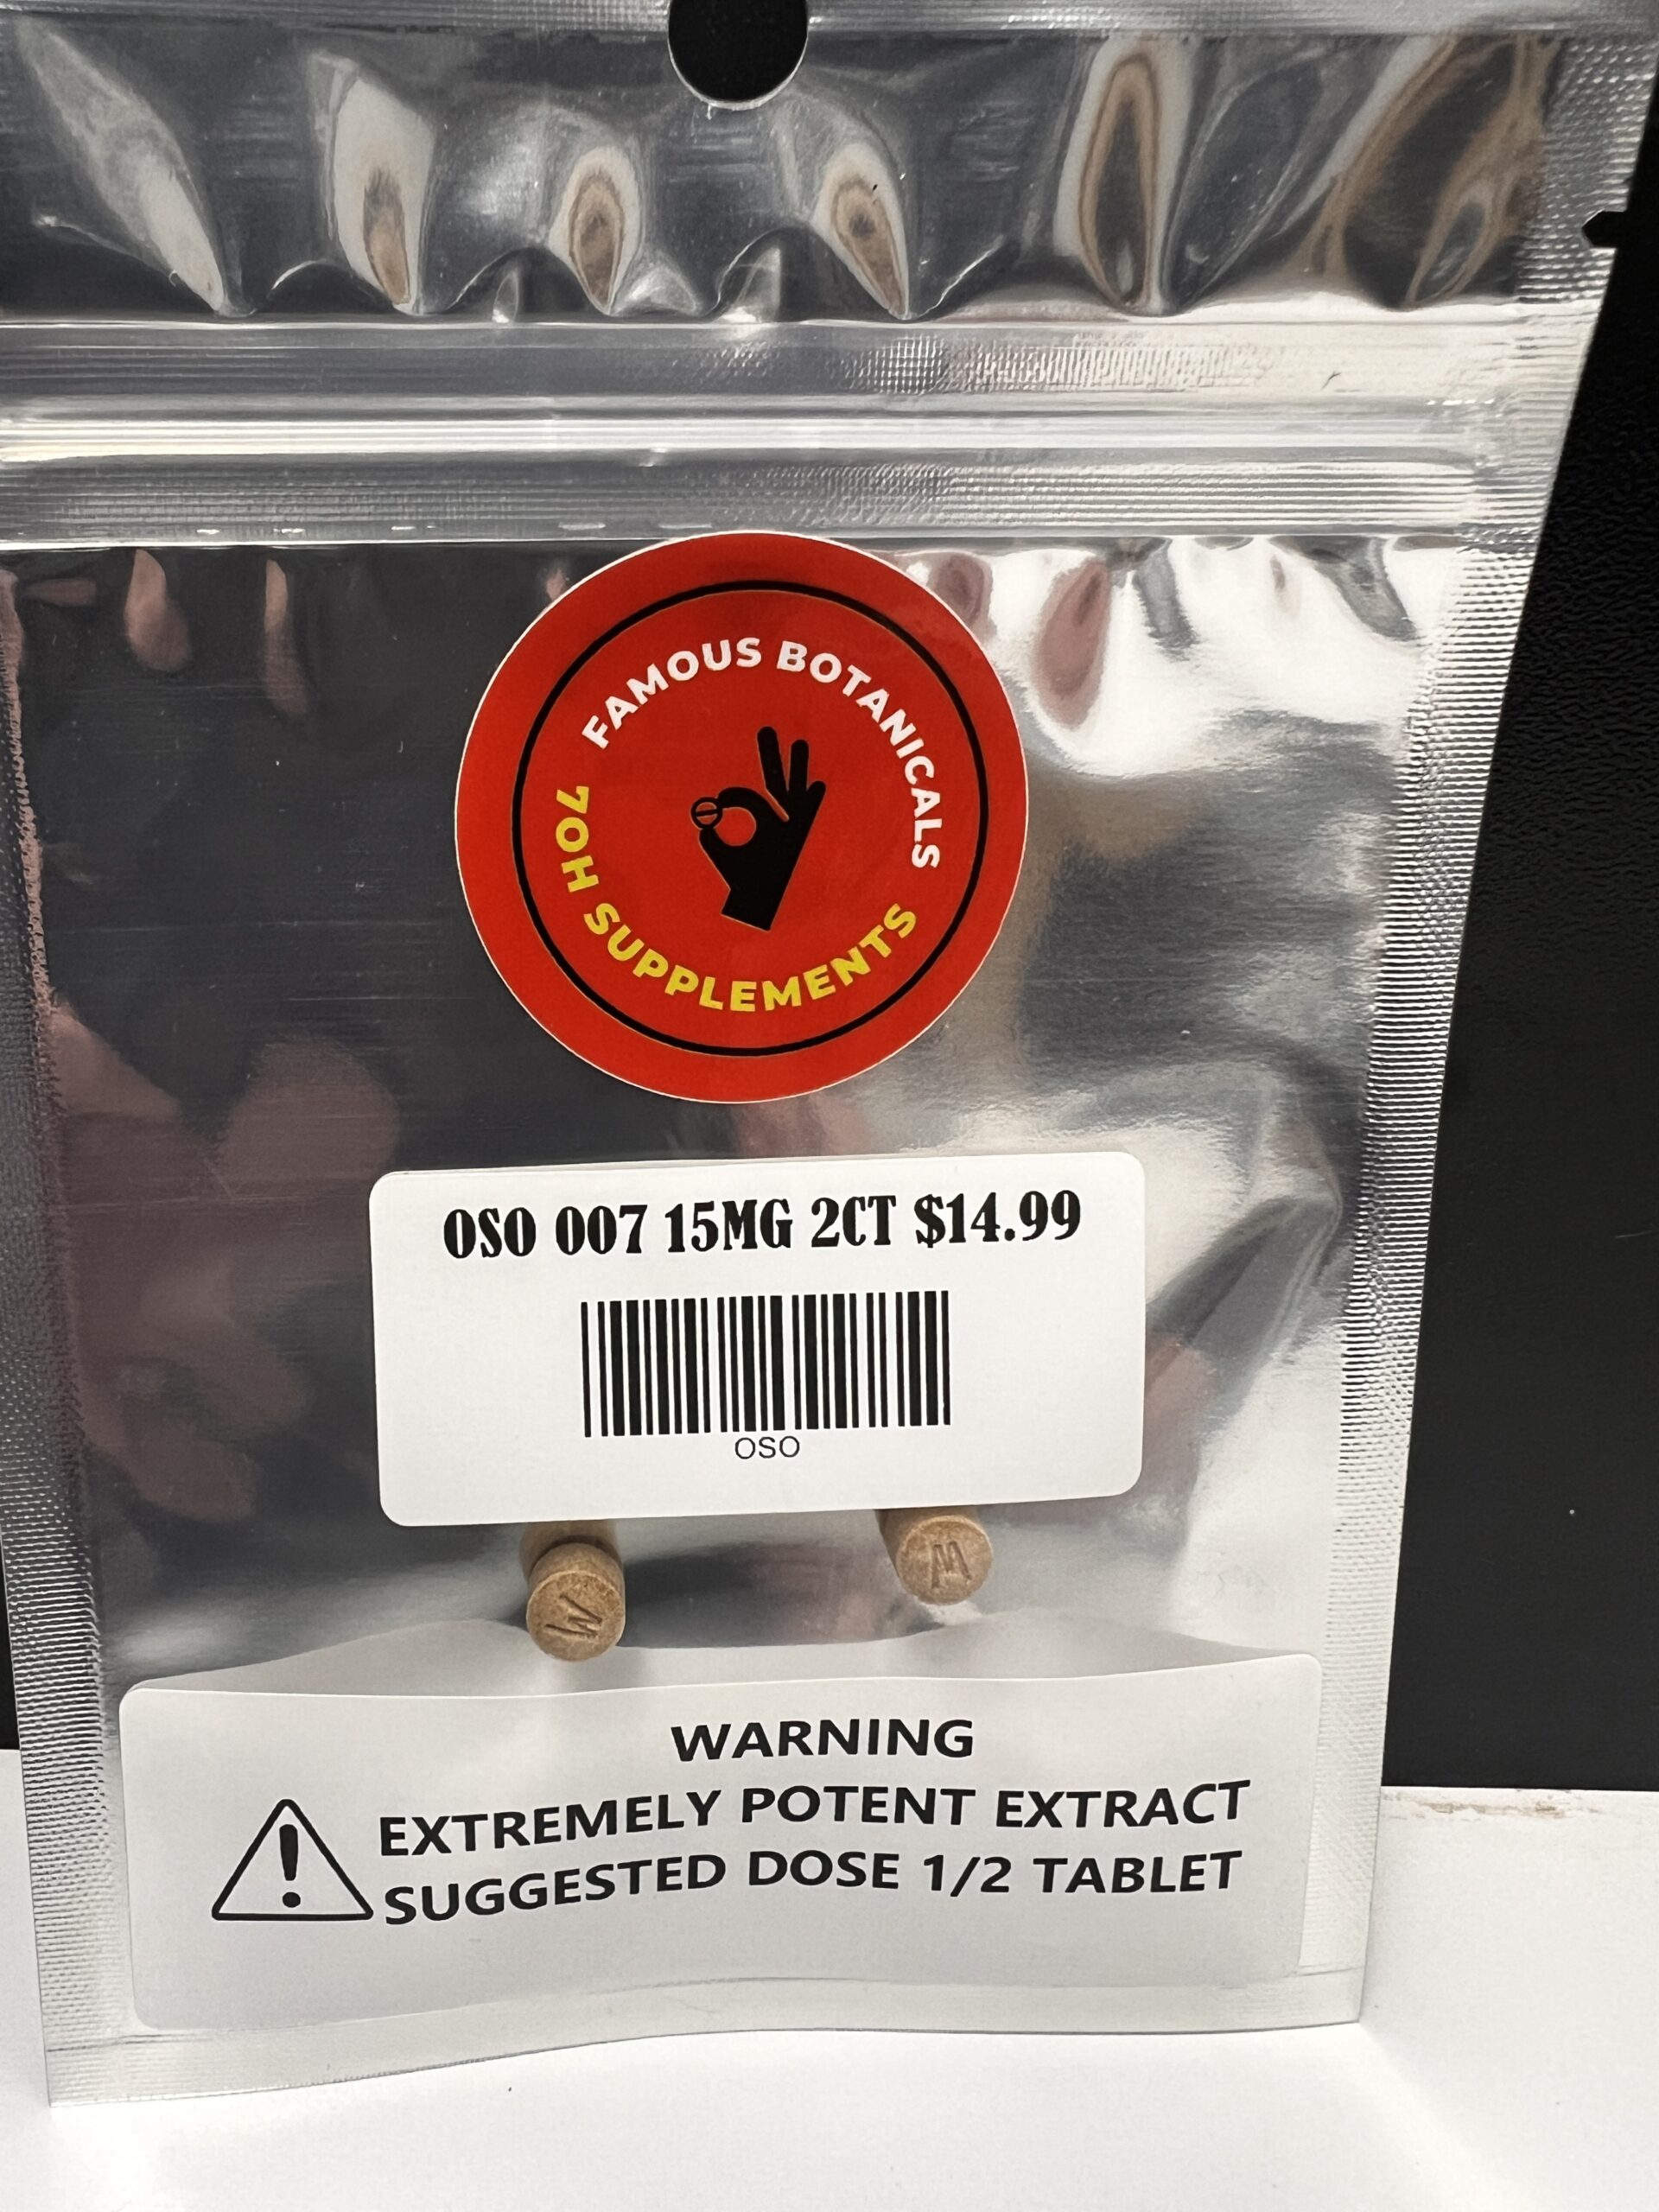 FAMOUS BOTANICALS
7OH SUPPLEMENTS
OSO 007 15MG 2CT $14.99
OSO
W
W
WARNING
EXTREMELY POTENT EXTRACT
SUGGESTED DOSE 1/2 TABLET